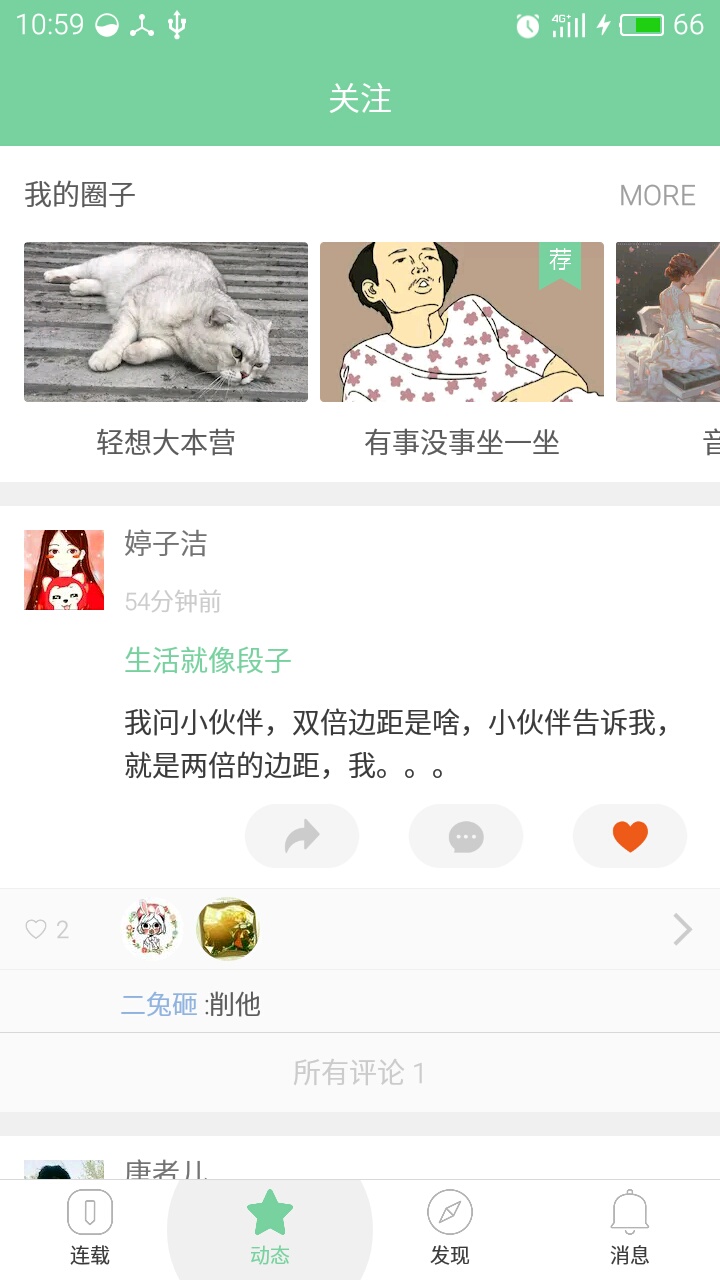 10:59
4G+
66
关注
我的圈子
MORE
荐
轻想大本营
有事没事坐一坐
婷子洁
54分钟前
生活就像段子
我问小伙伴，双倍边距是啥，小伙伴告诉我，
就是两倍的边距，我。。。
2
二兔砸 :削他
所有评论 1
唐者儿
连载
动态
发现
消息